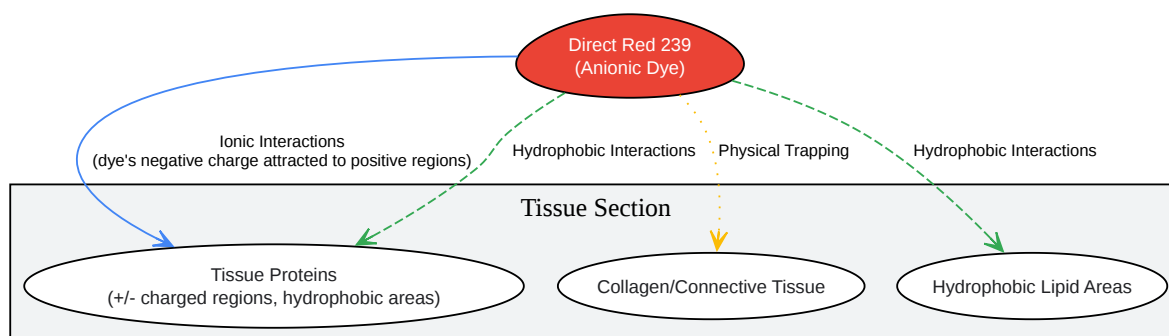 Direct Red 239
(Anionic Dye)
Ionic Interactions
(dye's negative charge attracted to positive regions)
Hydrophobic Interactions
Physical Trapping
Hydrophobic Interactions
Tissue Section
Tissue Proteins
(+/- charged regions, hydrophobic areas)
Collagen/Connective Tissue
Hydrophobic Lipid Areas